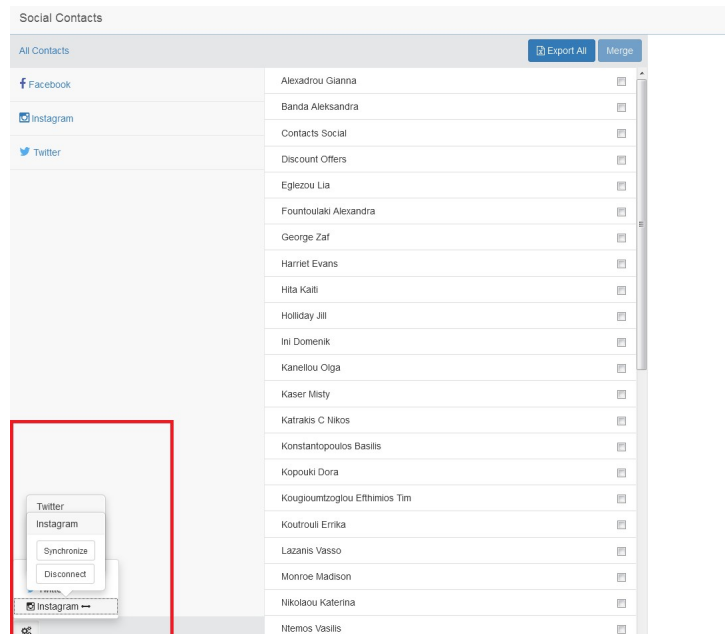 Social Contacts
All Contacts
Export All
Merge
Facebook
Instagram
Twitter
Alexadrou Gianna
Banda Aleksandra
Contacts Social
Discount Offers
Eglezou Lia
Fountoulaki Alexandra
George Zaf
Harriet Evans
Hita Kaiti
Holliday Jill
Ini Domenik
Kanellou Olga
Kaser Misty
Katrakis C Nikos
Konstantopoulos Basilis
Kopouki Dora
Kougioumtzoglou Efthimios Tim
Koutrouli Errika
Lazanis Vasso
Monroe Madison
Nikolaou Katerina
Ntemos Vasilis
Twitter
Instagram
Synchronize
Disconnect
Instagram